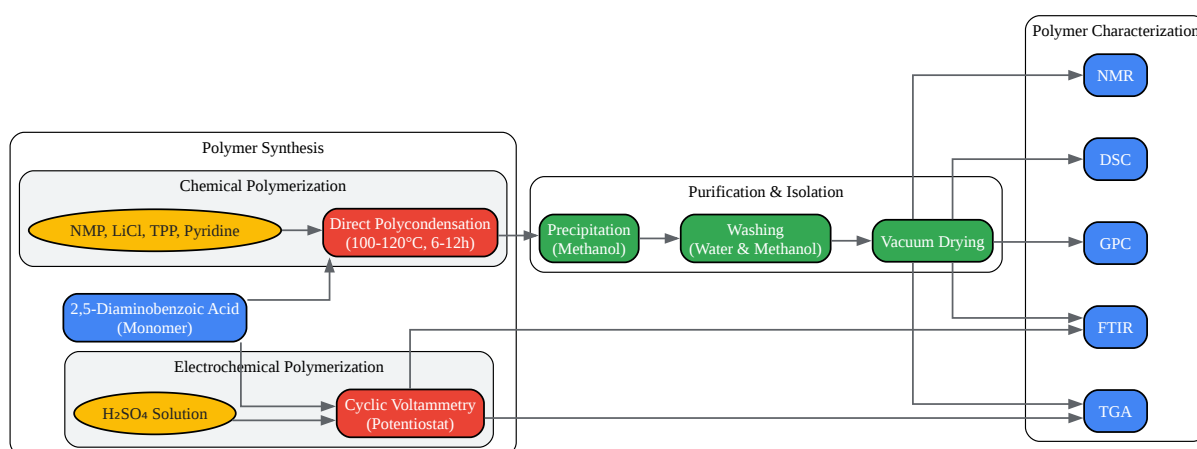 Polymer Synthesis
Chemical Polymerization
NMP, LiCl, TPP, Pyridine
Direct Polycondensation
(100-120°C, 6-12h)
2,5-Diaminobenzoic Acid
(Monomer)
Electrochemical Polymerization
H₂SO₄ Solution
Cyclic Voltammetry
(Potentiostat)
Purification & Isolation
Precipitation
(Methanol)
Washing
(Water & Methanol)
Vacuum Drying
Polymer Characterization
NMR
DSC
GPC
FTIR
TGA